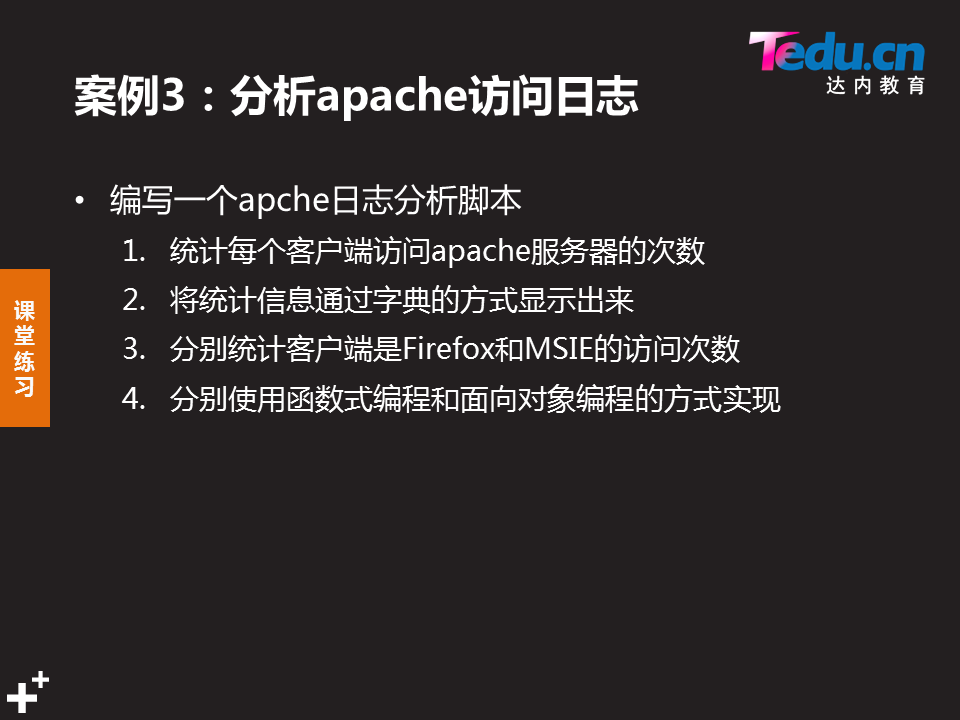 Tedu.cn
达内教育
案例3：分析apache访问日志
• 编写一个apche日志分析脚本
1. 统计每个客户端访问apache服务器的次数
2. 将统计信息通过字典的方式显示出来
3. 分别统计客户端是Firefox和MSIE的访问次数
4. 分别使用函数式编程和面向对象编程的方式实现
课
堂
练
习